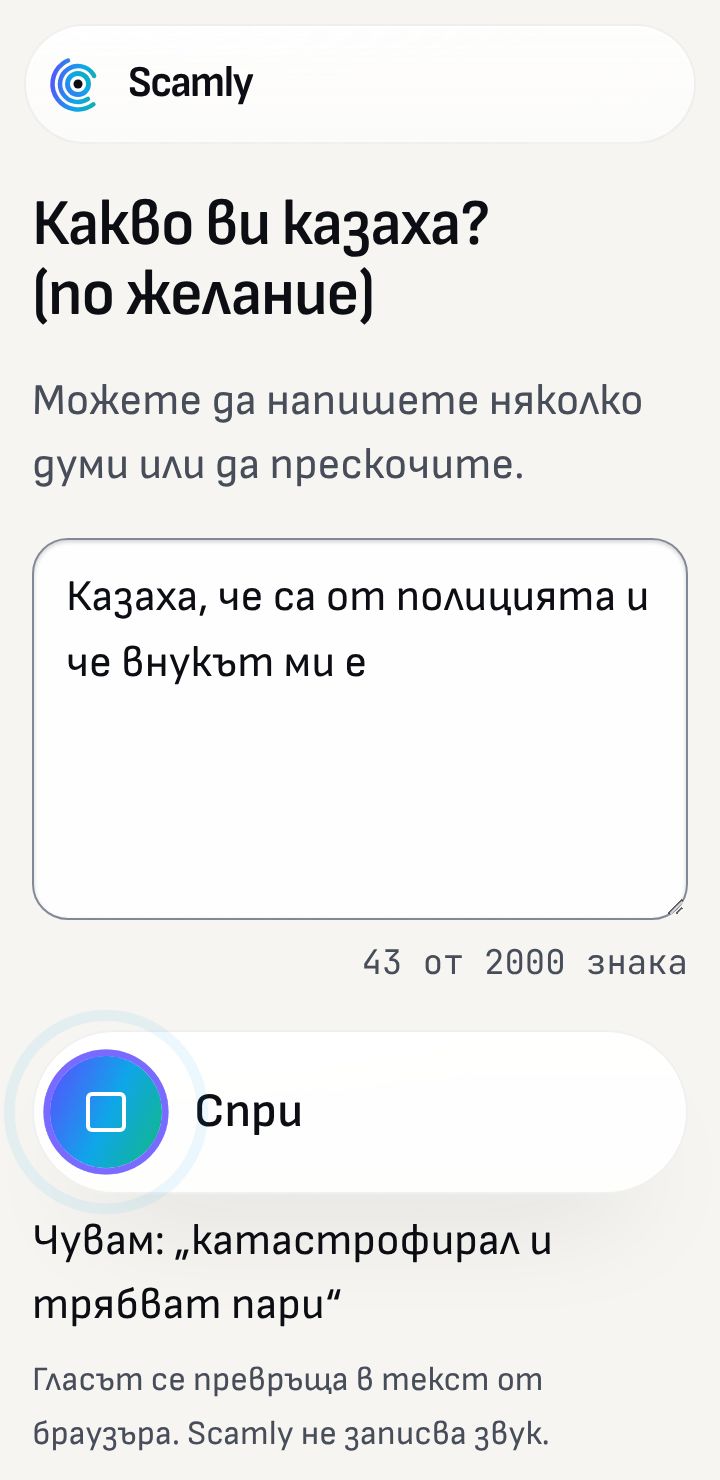 Scamly
Какво ви казаха?
(по желание)
Можете да напишете няколко
думи или да прескочите.
Казаха, че са от полицията и
че внукът ми е
43 от 2000 знака
Спри
Чувам: „катастрофирал и
трябват пари“
Гласът се превръща в текст от
браузъра. Scamly не записва звук.